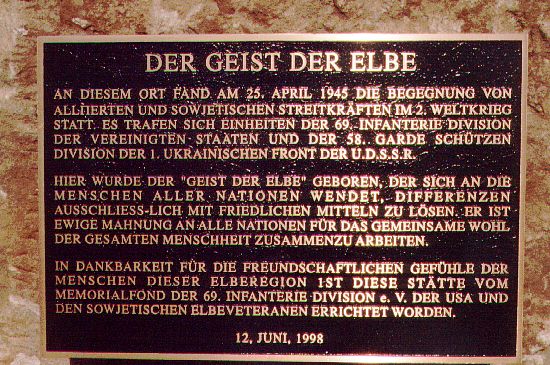 DER GEIST DER ELBE
AN DIESEM ORT FAND AM 25. APRIL 1945 DIE BEGEGNUNG VON
ALLIIERTEN UND SOWJETISCHEN STREITKRÄFTEN IM 2. WELTKRIEG
STATT. ES TRAFEN SICH EINHEITEN DER 69. INFANTERIE DIVISION
DER VEREINIGTEN STAATEN UND DER 58. GARDE SCHÜTZEN
DIVISION DER 1. UKRAINISCHEN FRONT DER U.D.S.S.R.
HIER WURDE DER "GEIST DER ELBE" GEBOREN, DER SICH AN DIE
MENSCHEN ALLER NATIONEN WENDET, DIFFERENZEN
AUSSCHLIESS-LICH MIT FRIEDLICHEN MITTELN ZU LÖSEN. ER IST
EWIGE MAHNUNG AN ALLE NATIONEN FÜR DAS GEMEINSAME WOHL
DER GESAMTEN MENSCHHEIT ZUSAMMENZU ARBEITEN.
IN DANKBARKEIT FÜR DIE FREUNDSCHAFTLICHEN GEFÜHLE DER
MENSCHEN DIESER ELBEREGION 1ST DIESE STÄTTE VOM
MEMORIALFOND DER 69. INFANTERIE DIVISION e. V. DER USA UND
DEN SOWJETISCHEN ELBEVETERANEN ERRICHTET WORDEN.
12, JUNI, 1998